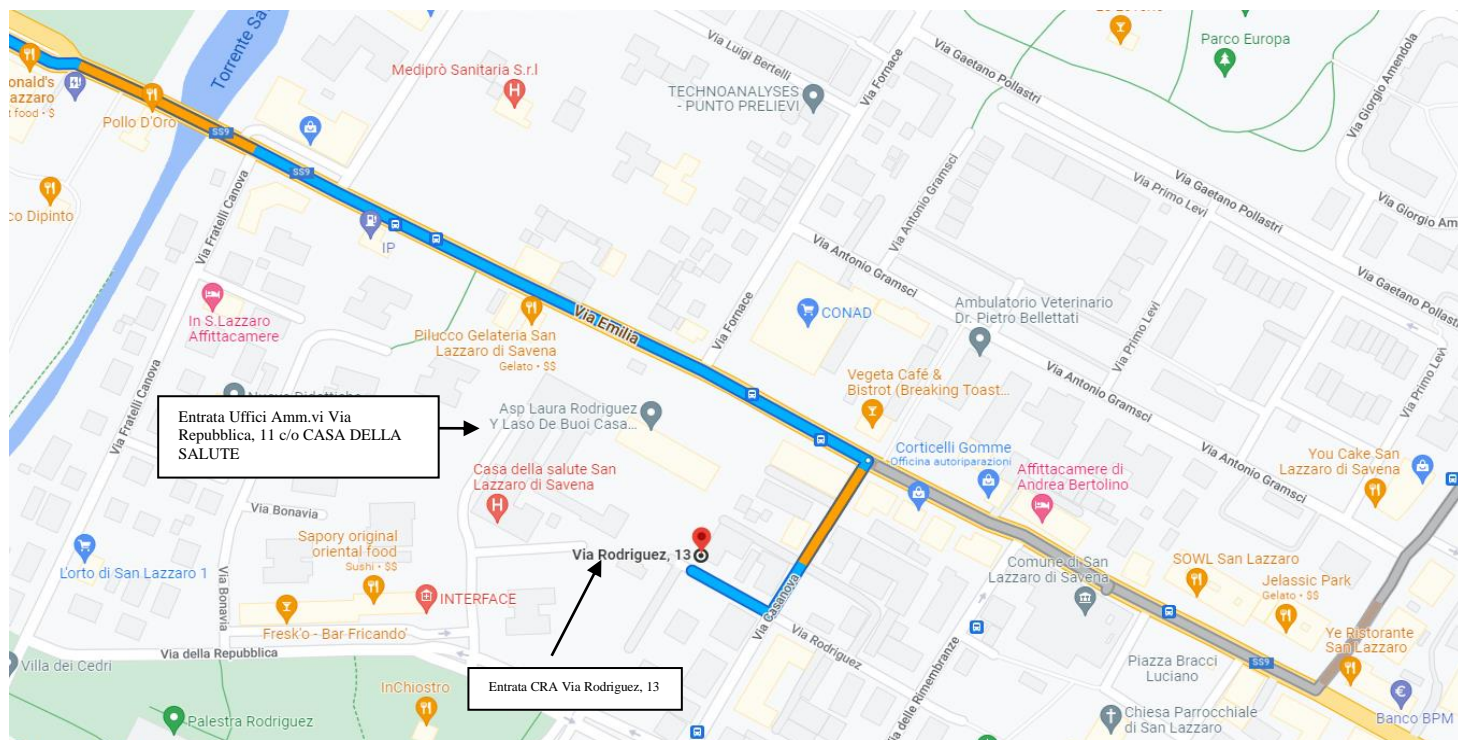 Torrente Sa
Parco Europa
Via Luigi Bertelli
Via Fornace
Via Gaetano Pollastri
Via Giorgio Amendola
Mediprò Sanitaria S.r.l
TECHNOANALYSES
- PUNTO PRELIEVI
onald's
azzaro
t food • $
Pollo D'Oro
SS9
SS9
Via Fratelli Canova
co Dipinto
IP
Via Antonio Gramsci
Via Primo Levi
Via Gaetano Pollastri
Via Giorgio Am
Via Antonio Gramsci
Via Gaetano Pollastri
In S.Lazzaro
Affittacamere
Pilucco Gelateria San
Lazzaro di Savena
Gelato • $$
Via Emilia
Via Fornace
CONAD
Ambulatorio Veterinario
Dr. Pietro Bellettati
Via Primo Levi
Via Primo Levi
Vegeta Café &
Bistrot (Breaking Toast...
Via Antonio Gramsci
Via Fratelli Canova
Entrata Uffici Amm.vi Via
Repubblica, 11 c/o CASA DELLA
SALUTE
Asp Laura Rodriguez
Y Laso De Buoi Casa...
Corticelli Gomme
Officina autoriparazioni
Affittacamere di
Andrea Bertolino
Via Antonio Gramsci
You Cake San
Lazzaro di Savena
Casa della salute San
Lazzaro di Savena
Via Bonavia
Sapory original
oriental food
Sushi • $$
L'orto di San Lazzaro 1
Via Bonavia
INTERFACE
Fresk'o - Bar Fricando'
Via Rodriguez, 13
Via Casanova
Via Rodriguez
Comune di San
Lazzaro di Savena
SOWL San Lazzaro
Jelassic Park
Gelato • $$
Ye Ristorante
San Lazzaro
SS9
Villa dei Cedri
Via della Repubblica
InChiostro
Palestra Rodriguez
Entrata CRA Via Rodriguez, 13
Via delle Rimembranze
Piazza Bracci
Luciano
Chiesa Parrocchiale
di San Lazzaro
Banco BPM